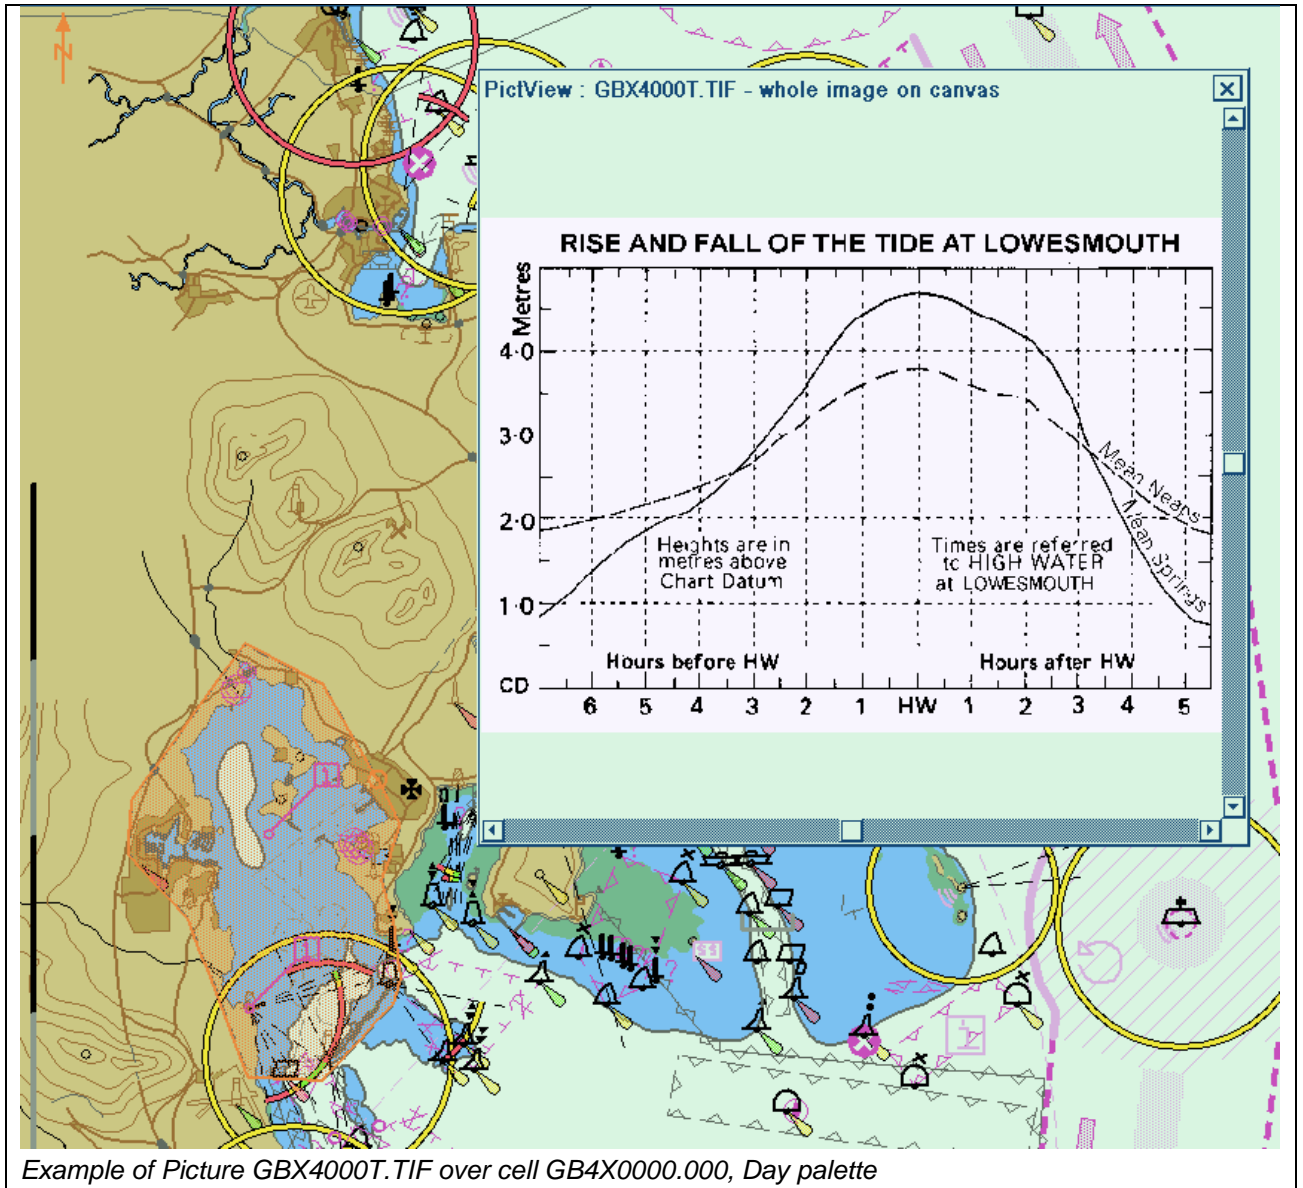 N
PictView : GBX4000T.TIF - whole image on canvas
RISE AND FALL OF THE TIDE AT LOWESMOUTH
Metres
4·0
3·0
2·0
1·0
CD
Mean Neaps
Mean Springs
Heights are in
metres above
Chart Datum
Times are referred
to HIGH WATER
at LOWESMOUTH
Hours before HW
Hours after HW
6 5 4 3 2 1 HW 1 2 3 4 5
Example of Picture GBX4000T.TIF over cell GB4X0000.000, Day palette